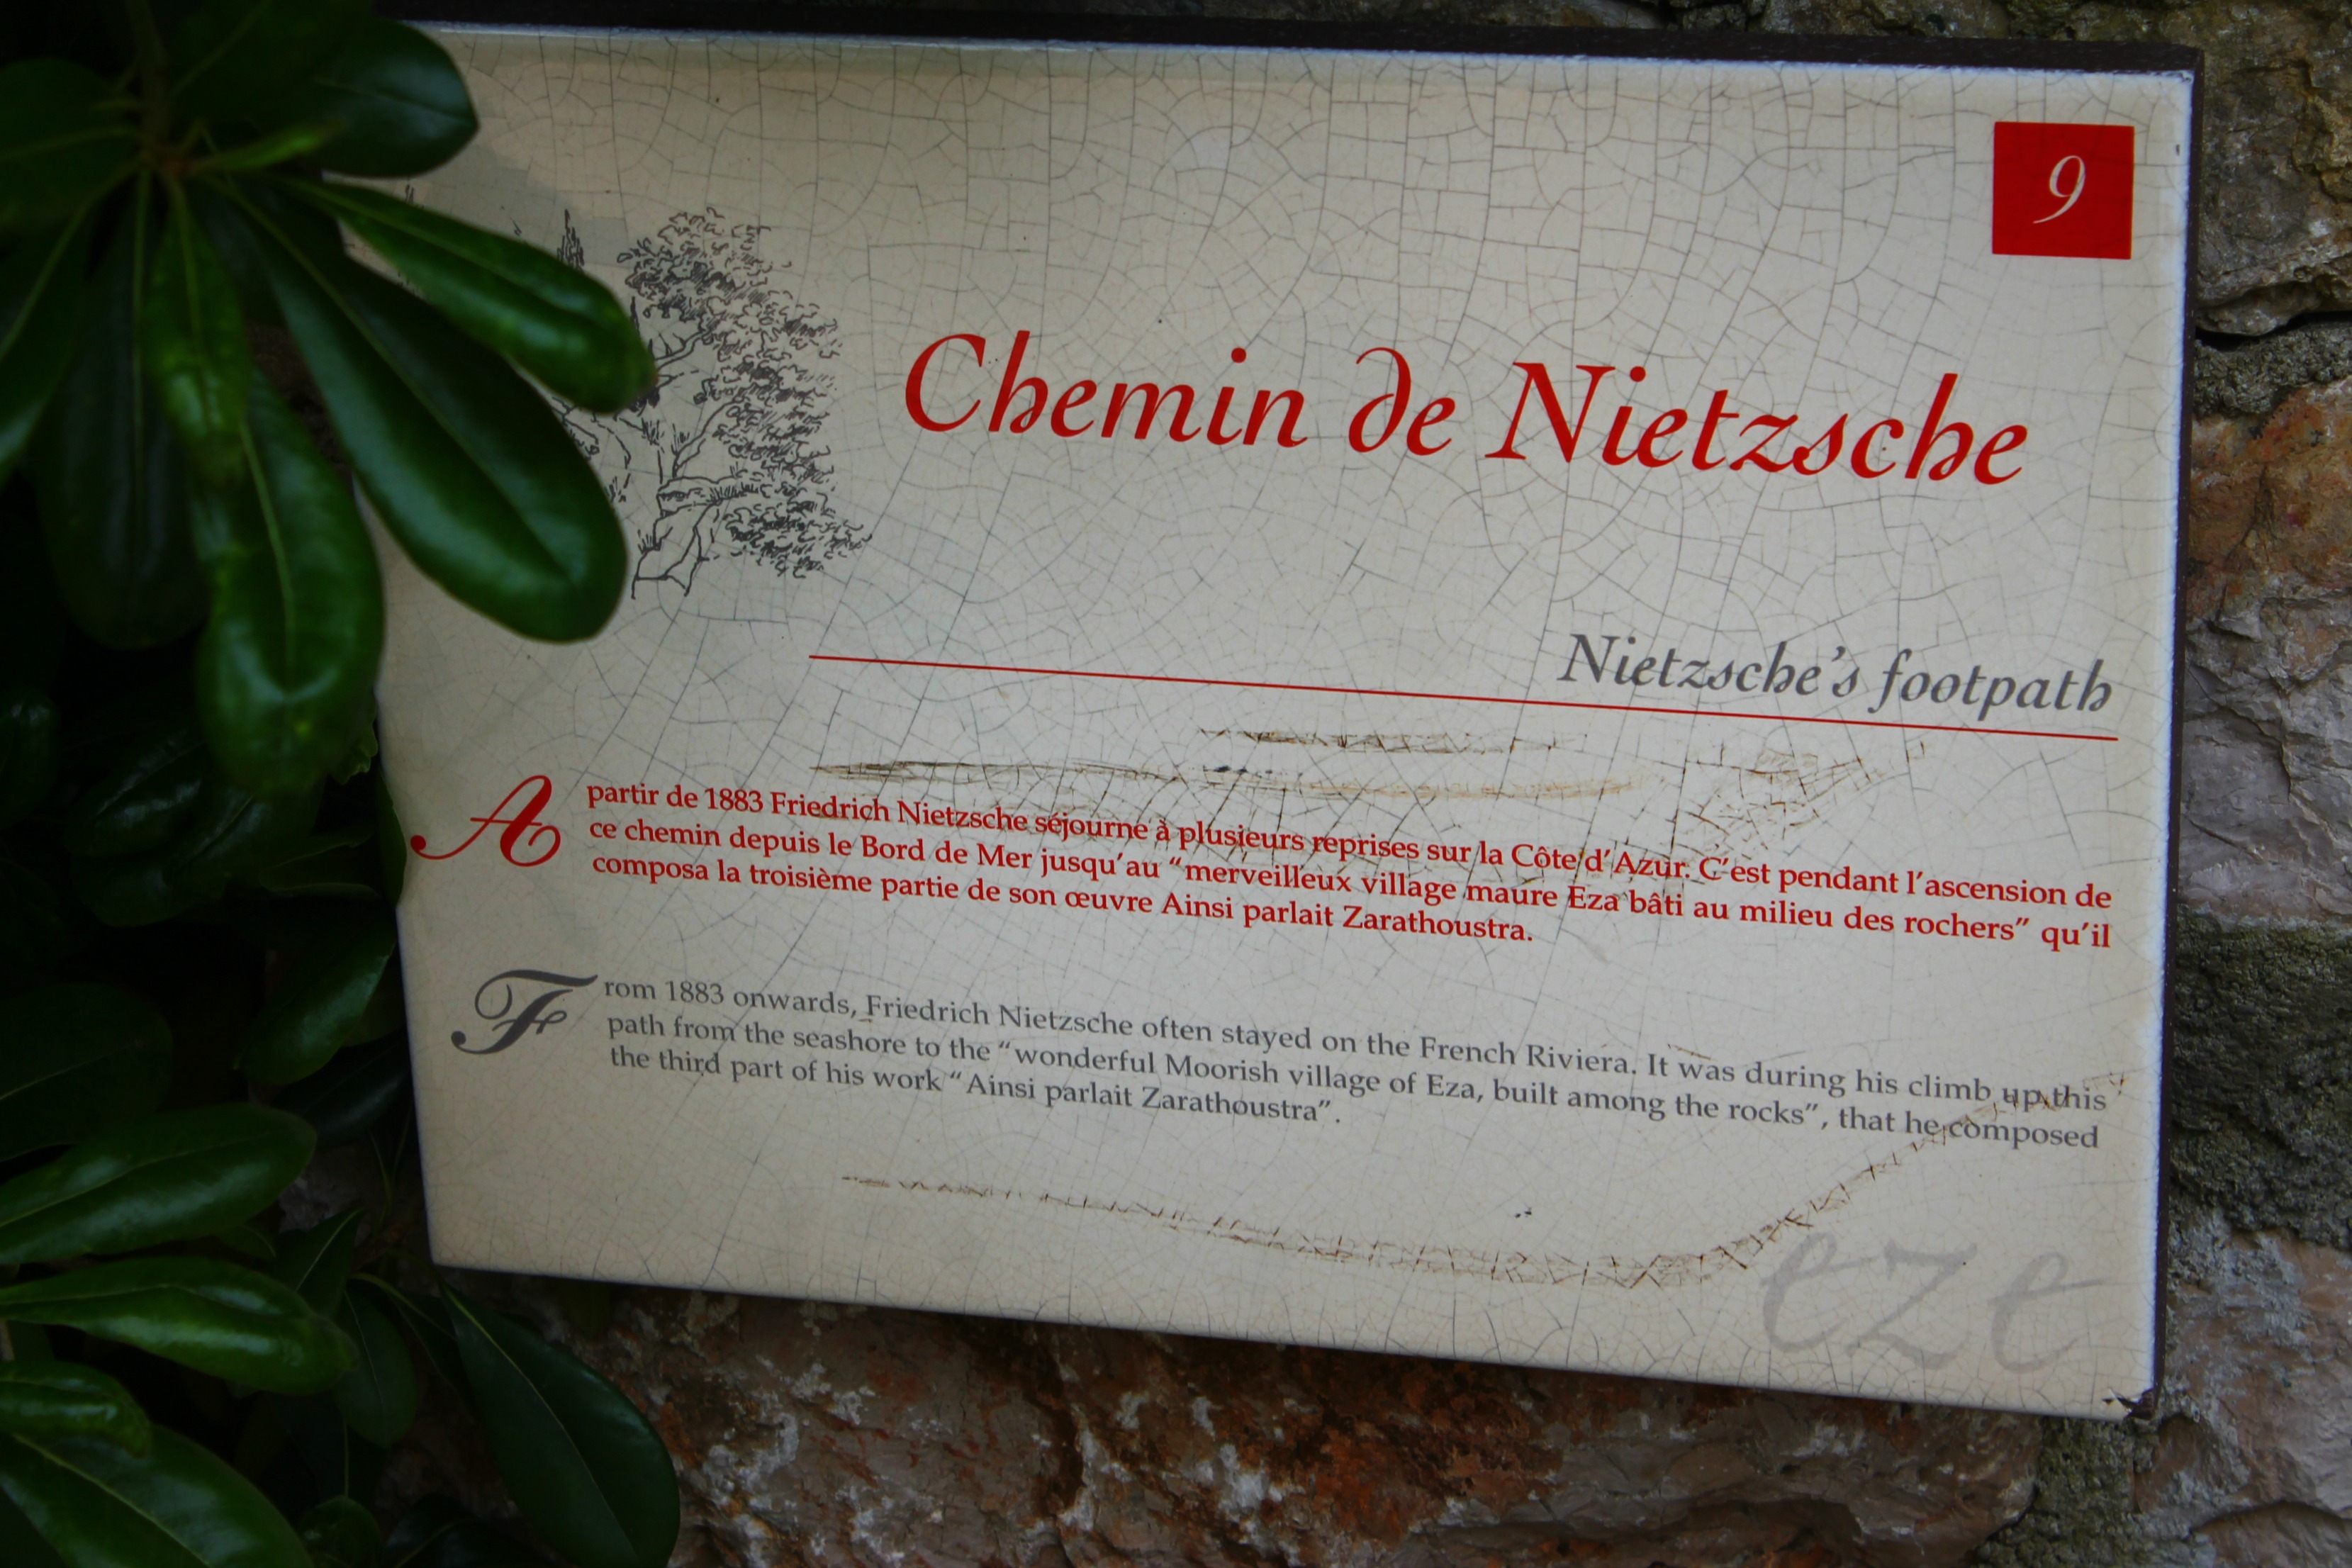 9
Chemin de Nietzsche
Nietzsche's footpath
A partir de 1883 Friedrich Nietzsche séjourne à plusieurs reprises sur la Côte d'Azur. C'est pendant l'ascension de
ce chemin depuis le Bord de Mer jusqu'au “merveilleux village maure Eza bâti au milieu des rochers” qu'il
composa la troisième partie de son œuvre Ainsi parlait Zarathoustra.
From 1883 onwards, Friedrich Nietzsche often stayed on the French Riviera. It was during his climb up this
path from the seashore to the “wonderful Moorish village of Eza, built among the rocks”, that he composed
the third part of his work “Ainsi parlait Zarathoustra”.
eze